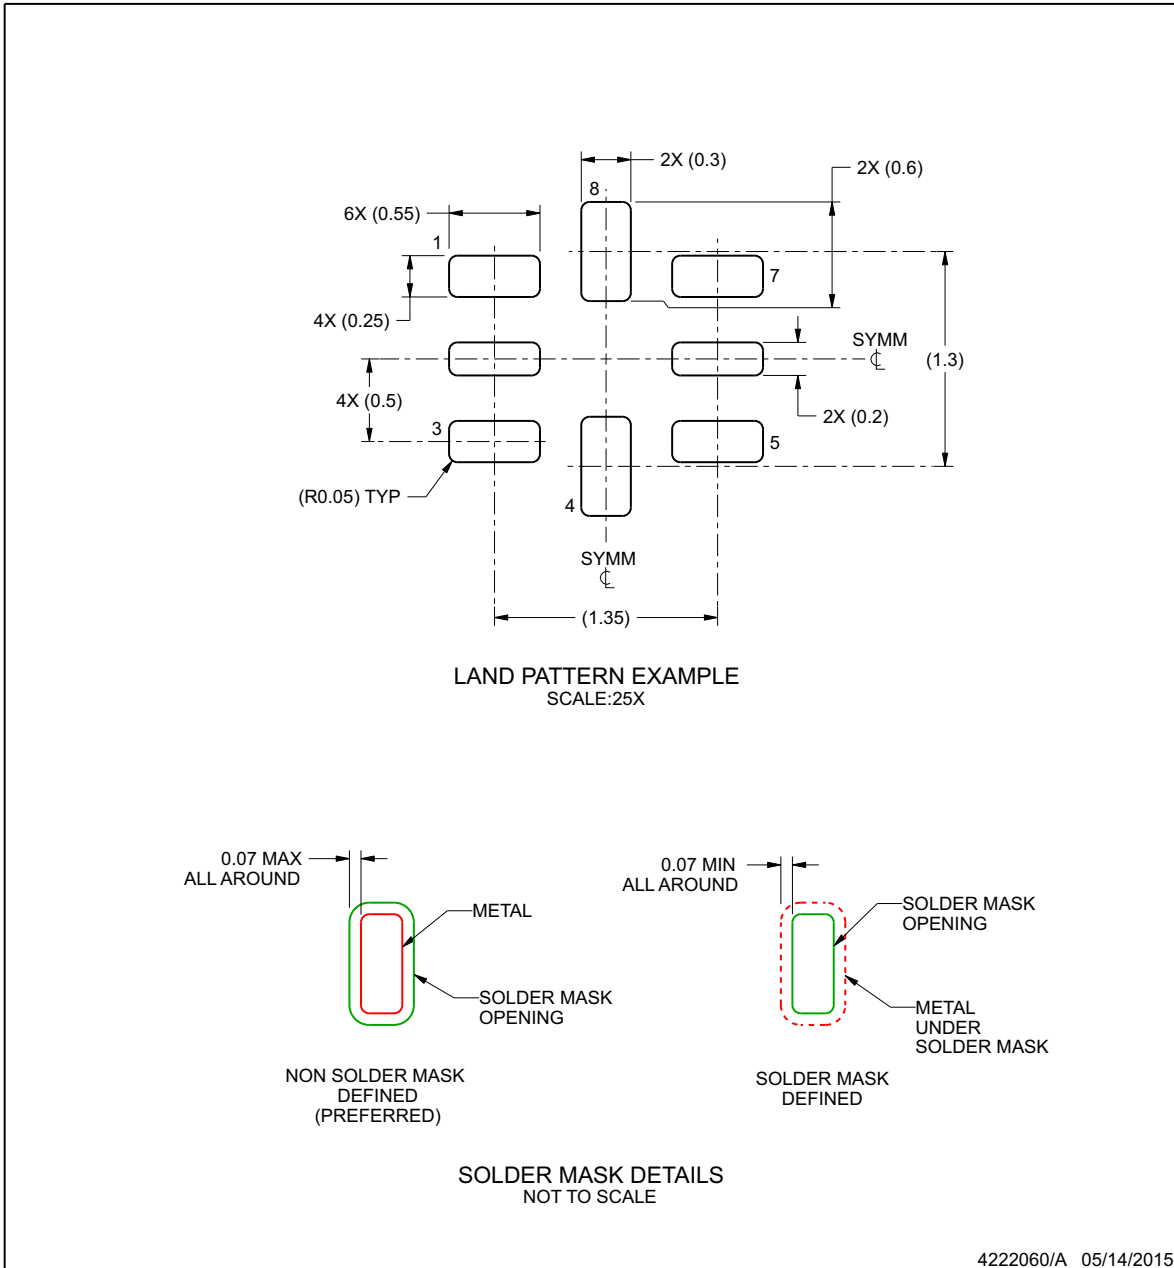 2X (0.3)
2X (0.6)
8
6X (0.55)
1
7
4X (0.25)
SYMM
℄
(1.3)
4X (0.5)
2X (0.2)
3
5
(R0.05) TYP
4
SYMM
℄
(1.35)
LAND PATTERN EXAMPLE
SCALE:25X
0.07 MAX
ALL AROUND
METAL
SOLDER MASK
OPENING
NON SOLDER MASK
DEFINED
(PREFERRED)
0.07 MIN
ALL AROUND
SOLDER MASK
OPENING
METAL
UNDER
SOLDER MASK
SOLDER MASK
DEFINED
SOLDER MASK DETAILS
NOT TO SCALE
4222060/A 05/14/2015